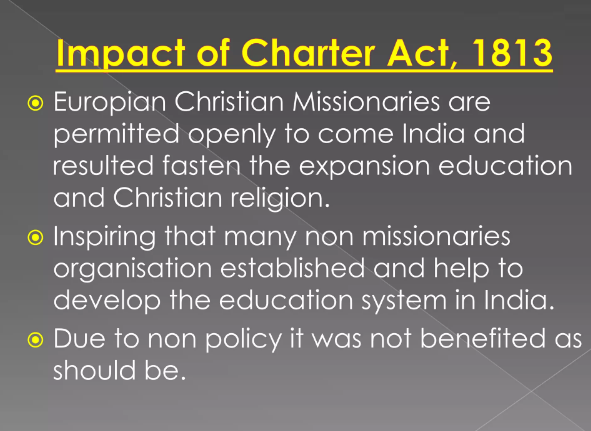 Impact of Charter Act, 1813
Europian Christian Missionaries are
permitted openly to come India and
resulted fasten the expansion education
and Christian religion.
Inspiring that many non missionaries
organisation established and help to
develop the education system in India.
Due to non policy it was not benefited as
should be.